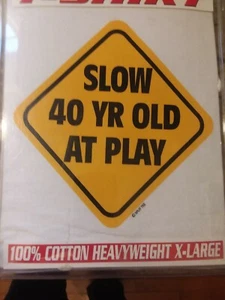 T-SHIRT
SLOW
40 YR OLD
AT PLAY
100% COTTON HEAVYWEIGHT X-LARGE